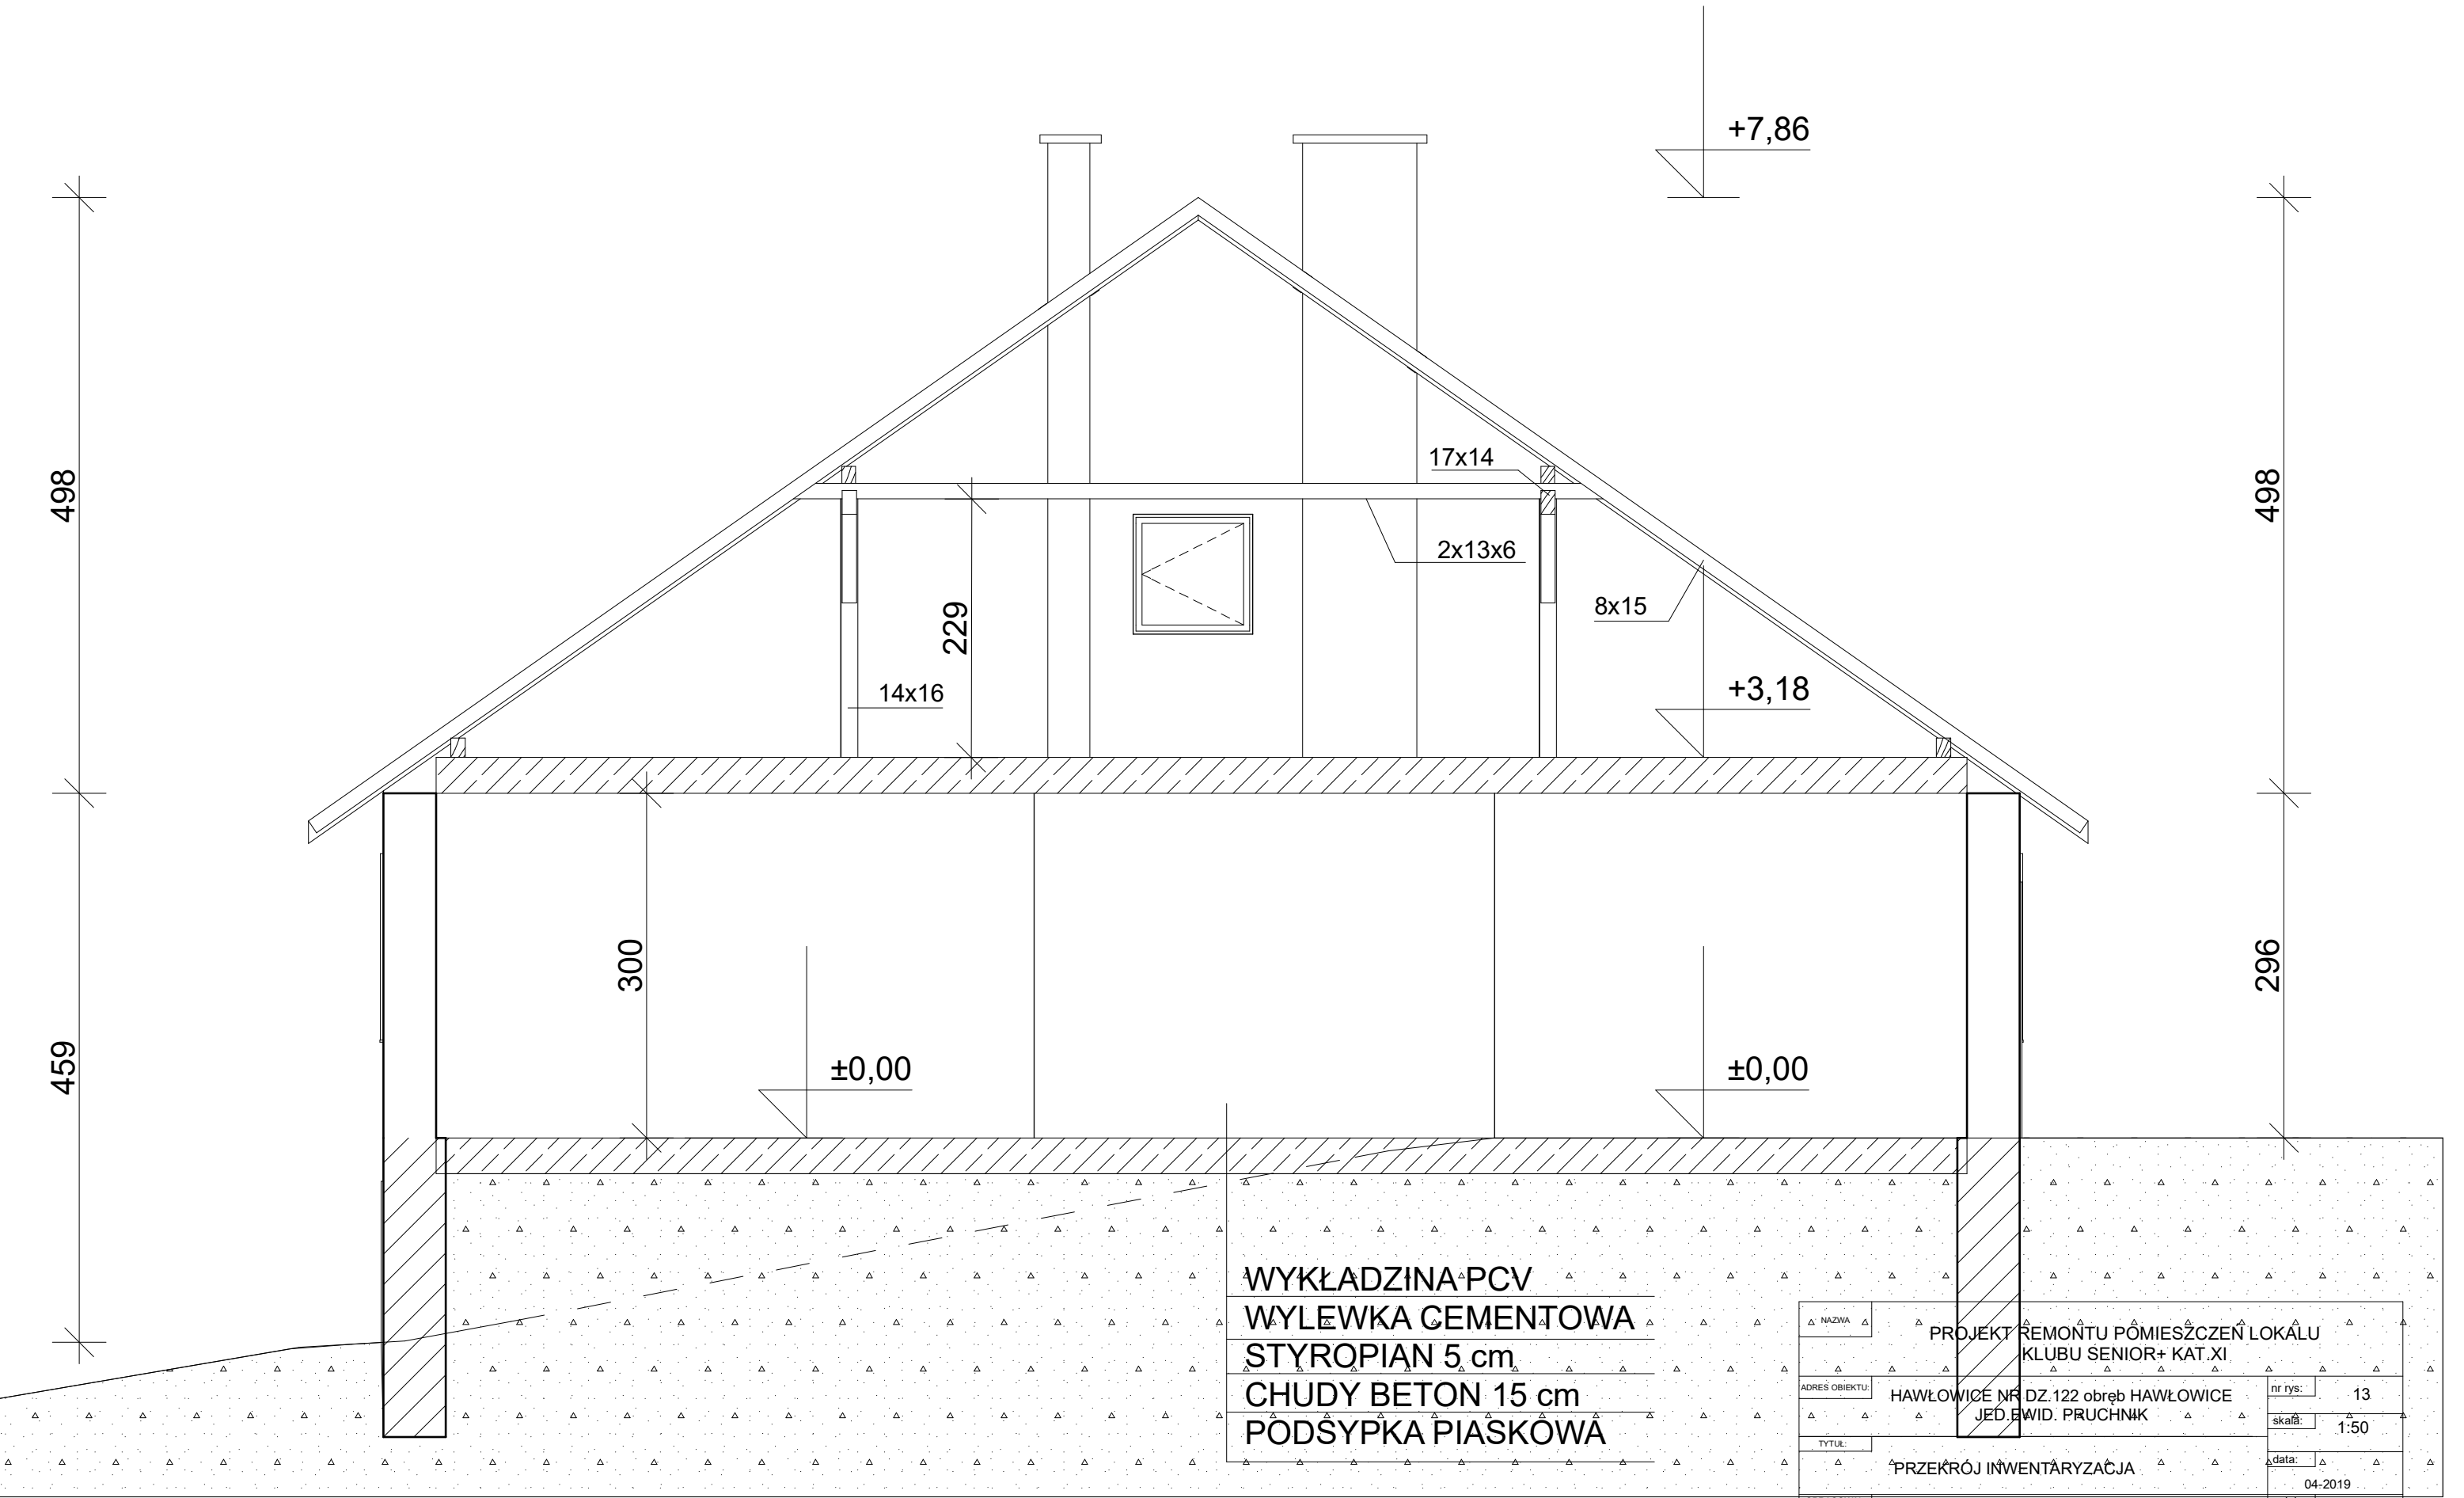 +7,86
498
498
17x14
2x13x6
8x15
229
14x16
+3,18
300
296
459
±0,00
±0,00
WYKŁADZINA PCV
WYLEWKA CEMENTOWA
STYROPIAN 5 cm
CHUDY BETON 15 cm
PODSYPKA PIASKOWA
NAZWA
PROJEKT REMONTU POMIESZCZEŃ LOKALU
KLUBU SENIOR+ KAT.XI
ADRES OBIEKTU:
HAWŁOWICE NR DZ.122 obręb HAWŁOWICE
JED.EWID. PRUCHNIK
nr rys:
13
skala:
1:50
TYTUŁ:
PRZEKRÓJ INWENTARYZACJA
data:
04-2019